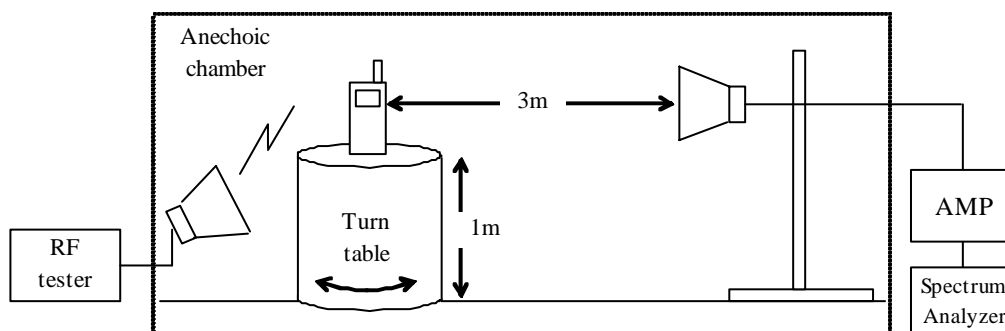 Anechoic
chamber
3m
1m
Turn
table
RF
tester
AMP
Spectrum
Analyzer